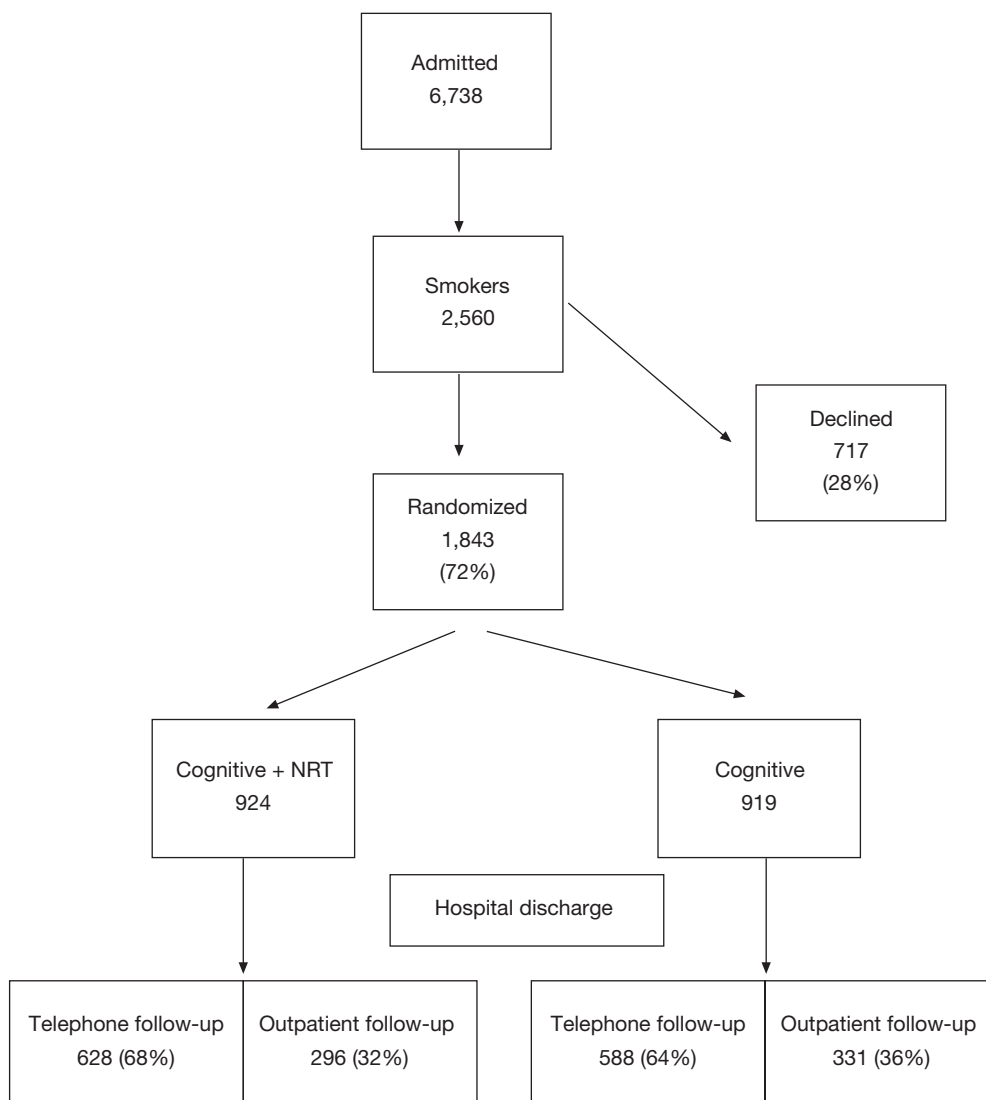 Admitted
6,738
Smokers
2,560
Declined
717
(28%)
Randomized
1,843
(72%)
Cognitive + NRT
924
Cognitive
919
Hospital discharge
Telephone follow-up
628 (68%)
Outpatient follow-up
296 (32%)
Telephone follow-up
588 (64%)
Outpatient follow-up
331 (36%)